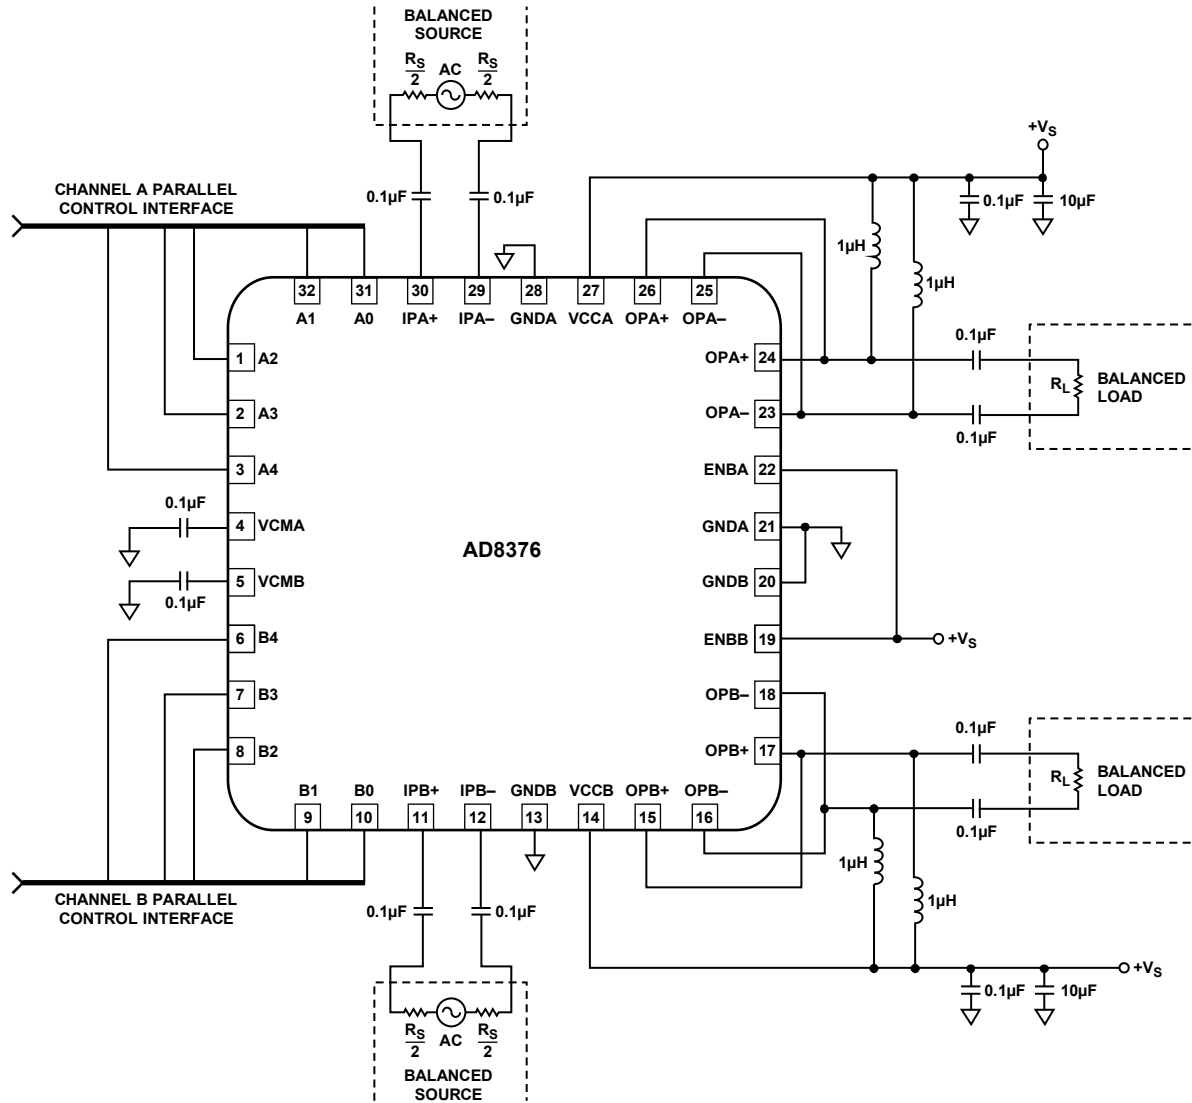 BALANCED
SOURCE
RS/2 AC RS/2
+VS
0.1µF 0.1µF
0.1µF 10µF
CHANNEL A PARALLEL
CONTROL INTERFACE
1µH
1µH
32 31 30 29 28 27 26 25
A1 A0 IPA+ IPA– GNDA VCCA OPA+ OPA–
1 A2
2 A3
3 A4
4 VCMA
5 VCMB
6 B4
7 B3
8 B2
0.1µF
0.1µF
AD8376
OPA+ 24
OPA– 23
ENBA 22
GNDA 21
GNDB 20
ENBB 19
OPB– 18
OPB+ 17
0.1µF
RL
BALANCED
LOAD
0.1µF
+VS
0.1µF
RL
BALANCED
LOAD
0.1µF
B1 B0 IPB+ IPB– GNDB VCCB OPB+ OPB–
9 10 11 12 13 14 15 16
1µH
1µH
CHANNEL B PARALLEL
CONTROL INTERFACE
0.1µF 0.1µF
+VS
0.1µF 10µF
RS/2 AC RS/2
BALANCED
SOURCE